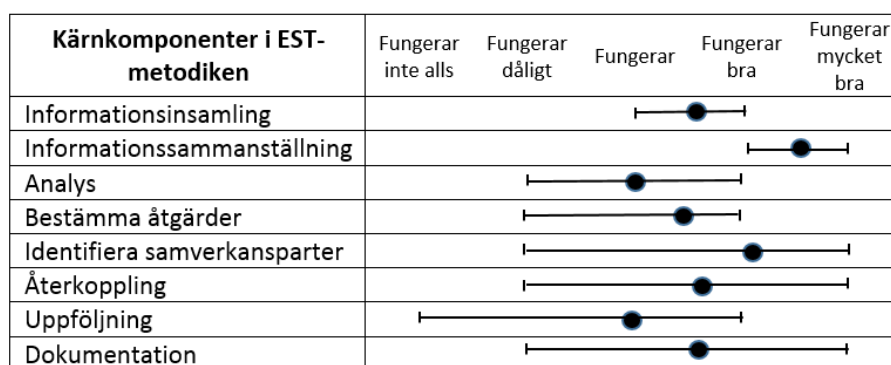 Kärnkomponenter i EST-
metodiken
Fungerar
inte alls
Fungerar
dåligt
Fungerar
Fungerar
bra
Fungerar
mycket
bra
Informationsinsamling
Informationssammanställning
Analys
Bestämma åtgärder
Identifiera samverkansparter
Återkoppling
Uppföljning
Dokumentation